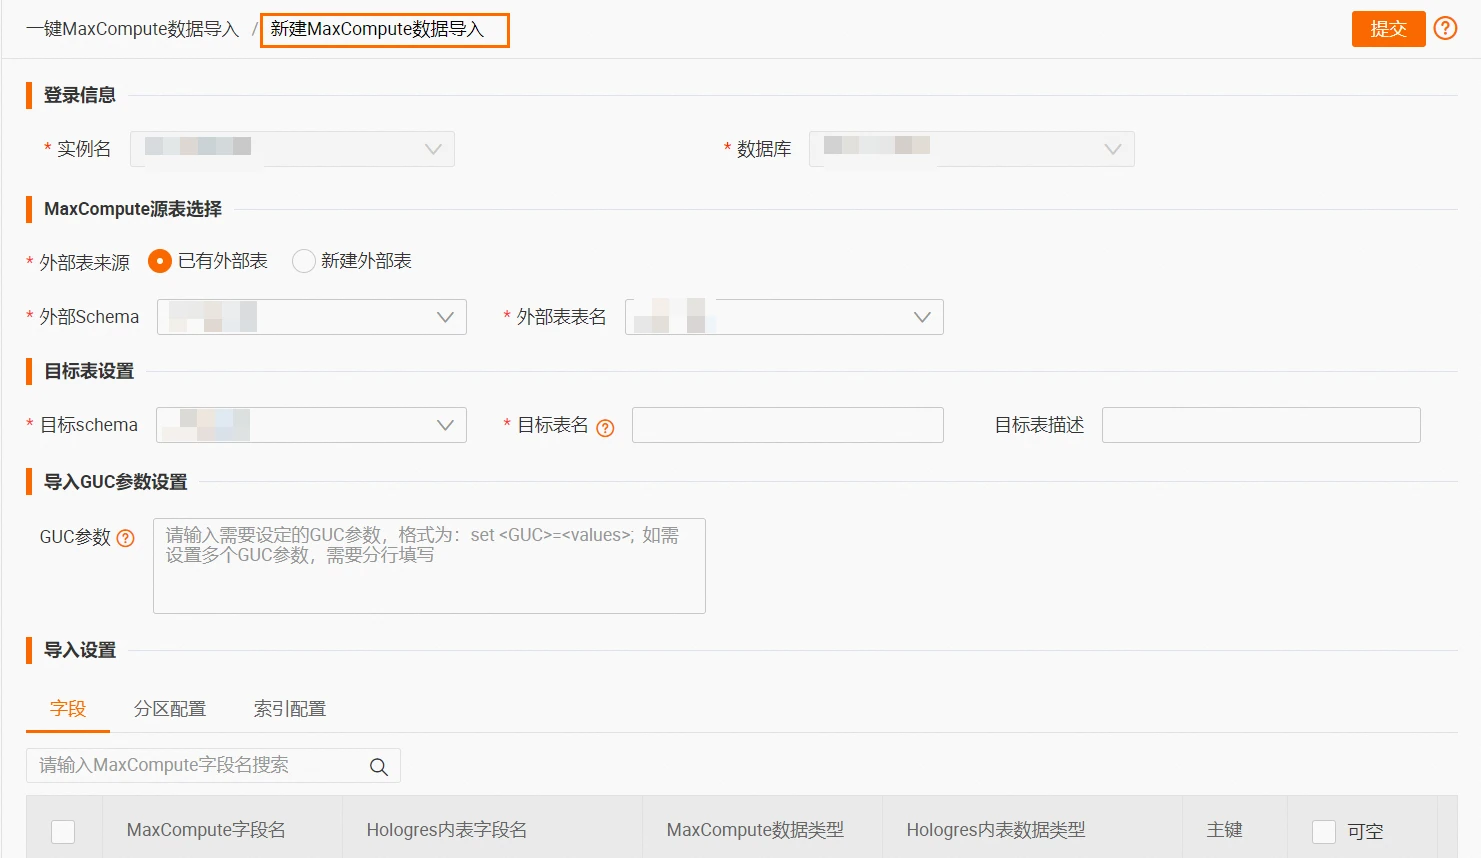 一键MaxCompute数据导入 / 新建MaxCompute数据导入 提交 ?
登录信息
* 实例名 * 数据库
MaxCompute源表选择
* 外部表来源 已有外部表 新建外部表
* 外部Schema * 外部表表名
目标表设置
* 目标schema * 目标表名 ? 目标表描述
导入GUC参数设置
GUC参数 ? 请输入需要设定的GUC参数，格式为：set <GUC>=<values>; 如需
设置多个GUC参数，需要分行填写
导入设置
字段 分区配置 索引配置
请输入MaxCompute字段名搜索
MaxCompute字段名 Hologres内表字段名 MaxCompute数据类型 Hologres内表数据类型 主键 可空